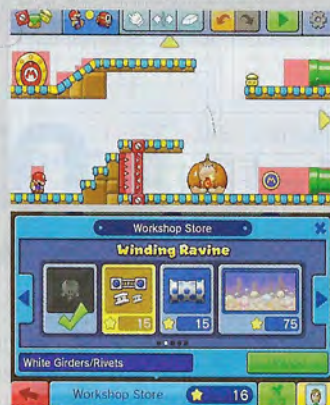 Workshop Store
Winding Ravine
15
15
75
White Girders/Rivets
Workshop Store
16